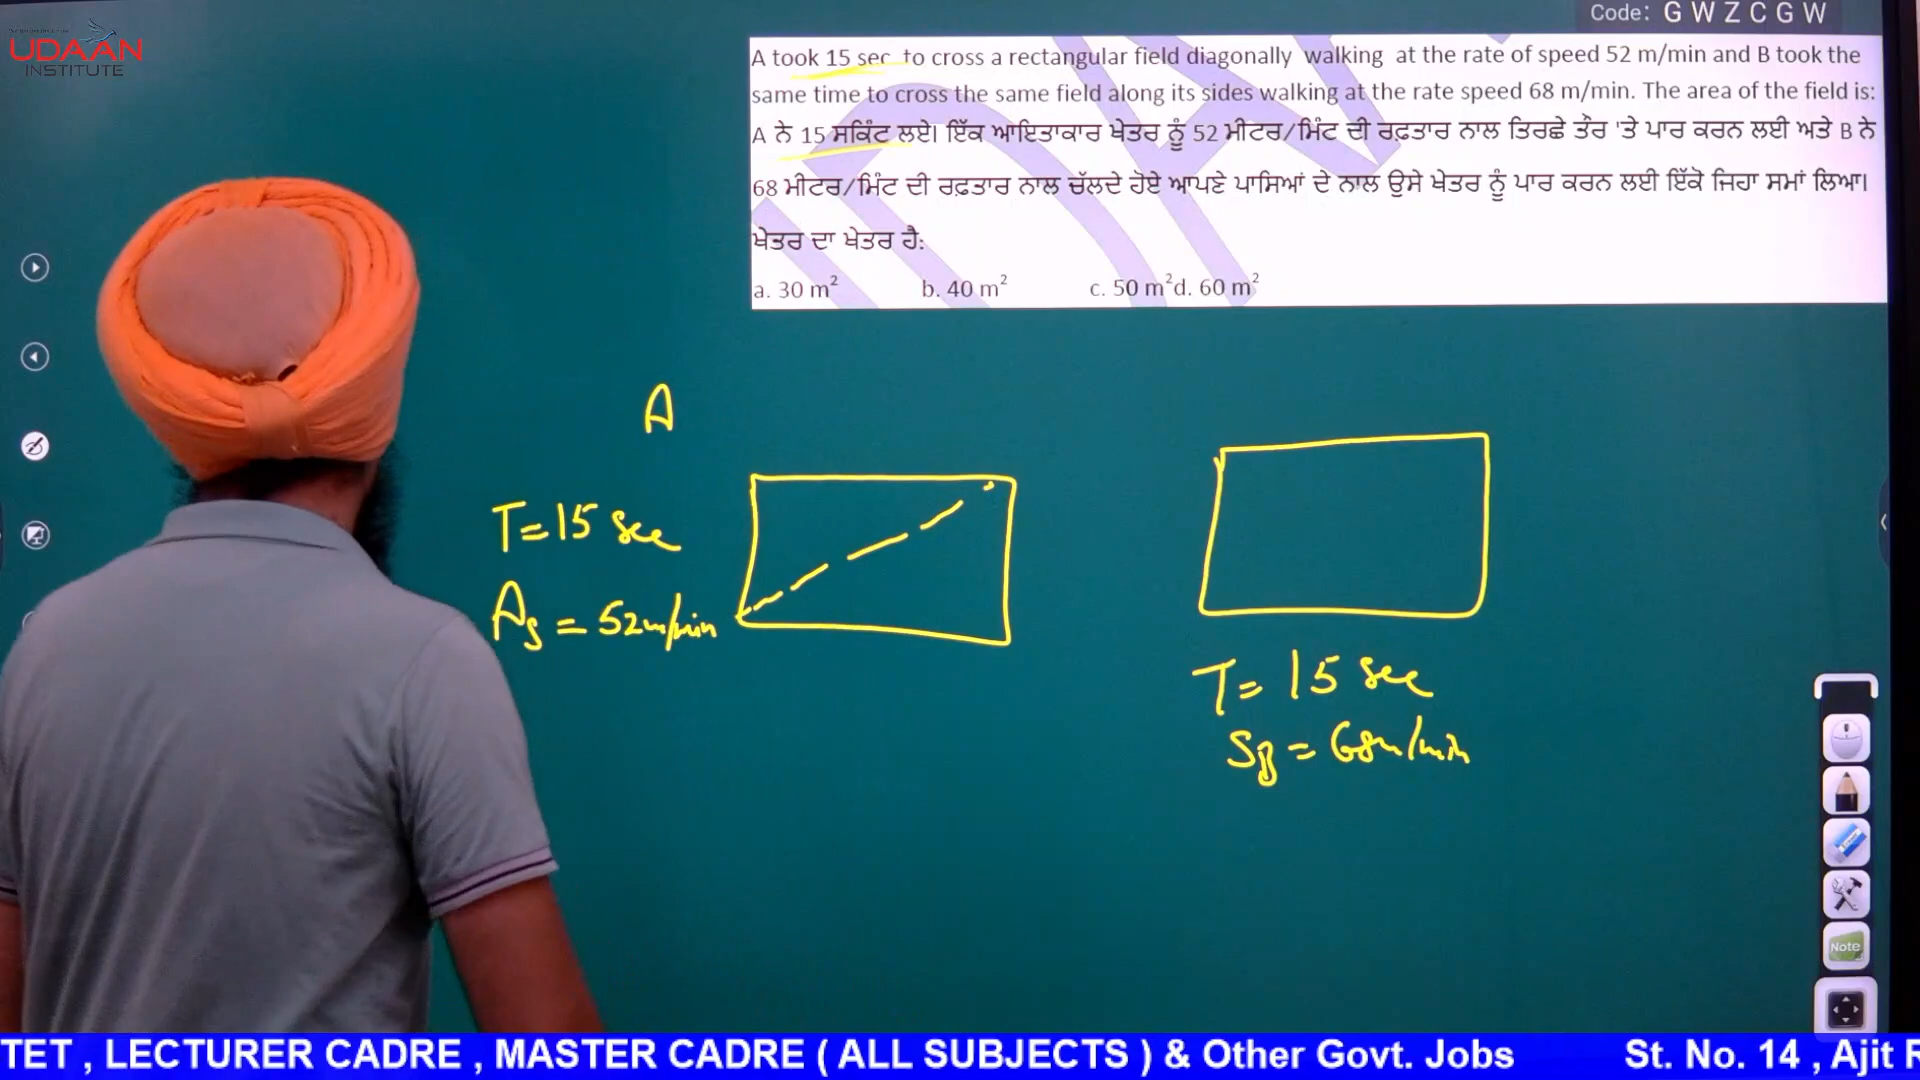 Code: G W Z C G W
UDAAN
INSTITUTE
A took 15 sec to cross a rectangular field diagonally walking at the rate of speed 52 m/min and B took the
same time to cross the same field along its sides walking at the rate speed 68 m/min. The area of the field is:
A ਨੇ 15 ਸਕਿੰਟ ਲਏ। ਇੱਕ ਆਇਤਾਕਾਰ ਖੇਤਰ ਨੂੰ 52 ਮੀਟਰ/ਮਿੰਟ ਦੀ ਰਫ਼ਤਾਰ ਨਾਲ ਤਿਰਛੇ ਤੌਰ 'ਤੇ ਪਾਰ ਕਰਨ ਲਈ ਅਤੇ B ਨੇ
68 ਮੀਟਰ/ਮਿੰਟ ਦੀ ਰਫ਼ਤਾਰ ਨਾਲ ਚੱਲਦੇ ਹੋਏ ਆਪਣੇ ਪਾਸਿਆਂ ਦੇ ਨਾਲ ਉਸੇ ਖੇਤਰ ਨੂੰ ਪਾਰ ਕਰਨ ਲਈ ਇੱਕੋ ਜਿਹਾ ਸਮਾਂ ਲਿਆ।
ਖੇਤਰ ਦਾ ਖੇਤਰ ਹੈ:
a. 30 m² b. 40 m² c. 50 m²d. 60 m²
A
T=15 sec
As = 52m/min
T= 15 sec
SB = 68m/min
Note
TET , LECTURER CADRE , MASTER CADRE ( ALL SUBJECTS ) & Other Govt. Jobs St. No. 14 , Ajit R